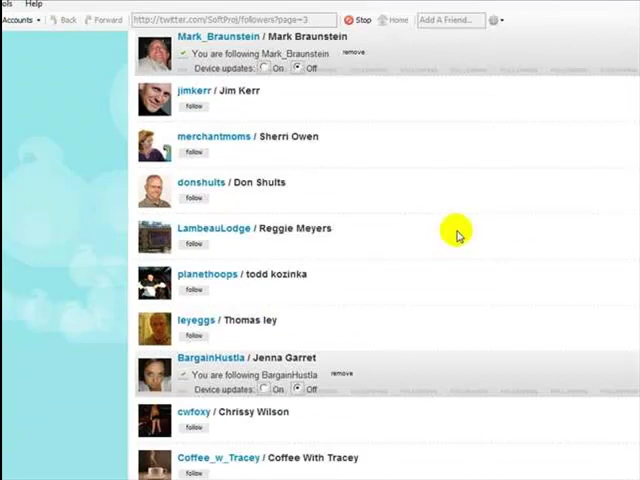 ols Help
Accounts Back Forward http://twitter.com/SoftProj/followers?page=3 Stop Home Add A Friend...
Mark_Braunstein / Mark Braunstein
You are following Mark_Braunstein remove
Device updates: On Off
jimkerr / Jim Kerr
follow
merchantmoms / Sherri Owen
follow
donshults / Don Shults
follow
LambeauLodge / Reggie Meyers
follow
planethoops / todd kozinka
follow
leyeggs / Thomas ley
follow
BargainHustla / Jenna Garret
You are following BargainHustla remove
Device updates: On Off
cwfoxy / Chrissy Wilson
follow
Coffee_w_Tracey / Coffee With Tracey
follow